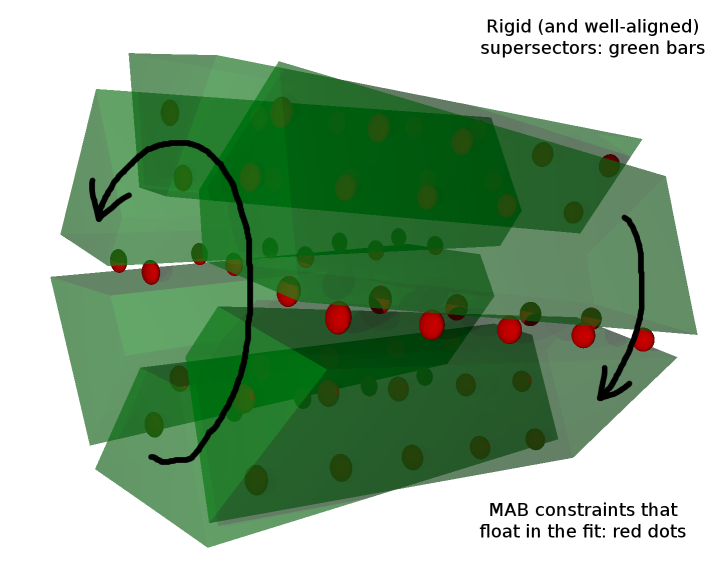 Rigid (and well-aligned)
supersectors: green bars
MAB constraints that
float in the fit: red dots